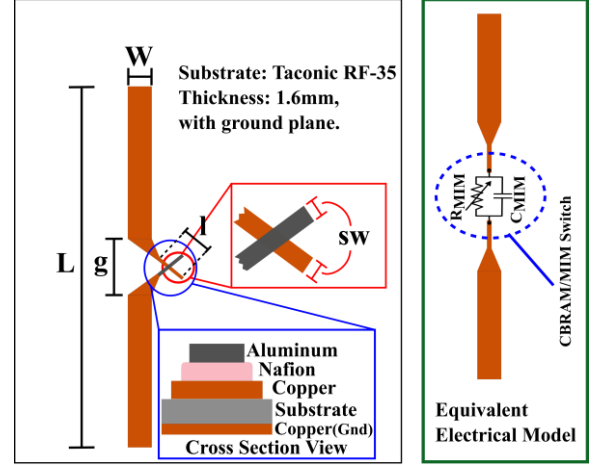 W
Substrate: Taconic RF-35
Thickness: 1.6mm,
with ground plane.
L
g
l
sw
Aluminum
Nafion
Copper
Substrate
Copper(Gnd)
Cross Section View
RMIM
CMIM
CBRAM/MIM Switch
Equivalent
Electrical Model